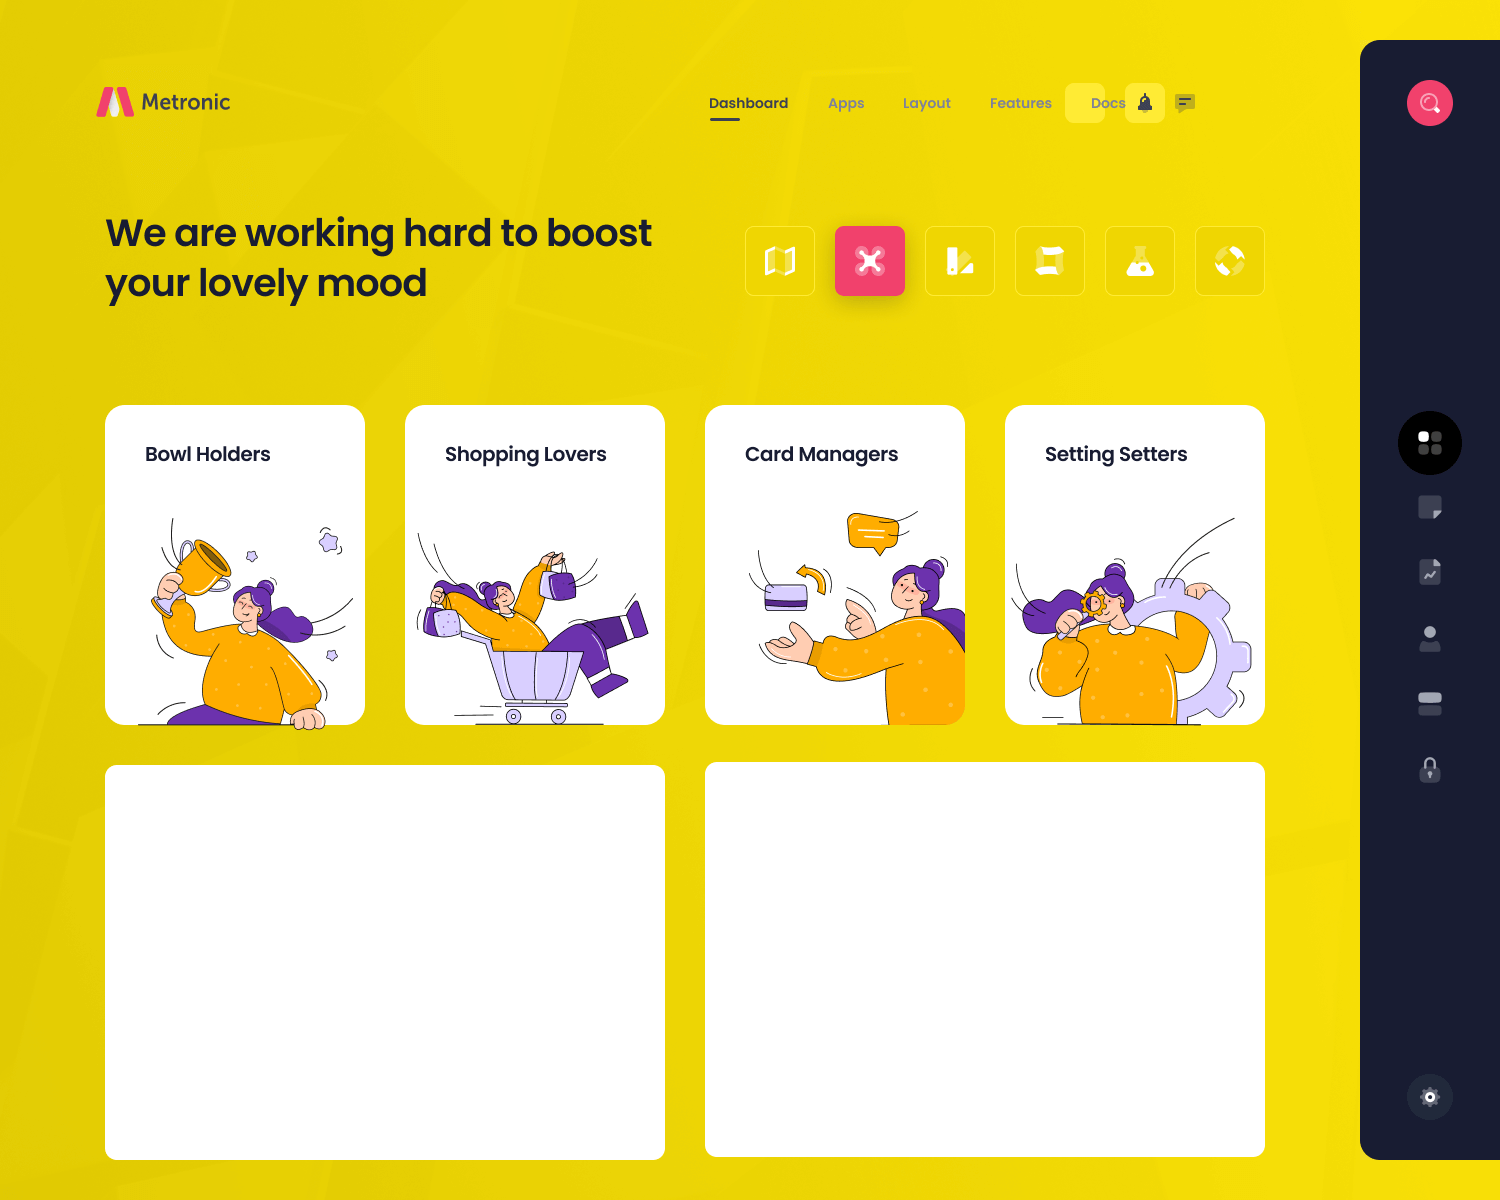 Metronic
Dashboard Apps Layout Features Docs
We are working hard to boost
your lovely mood
Bowl Holders
Shopping Lovers
Card Managers
Setting Setters